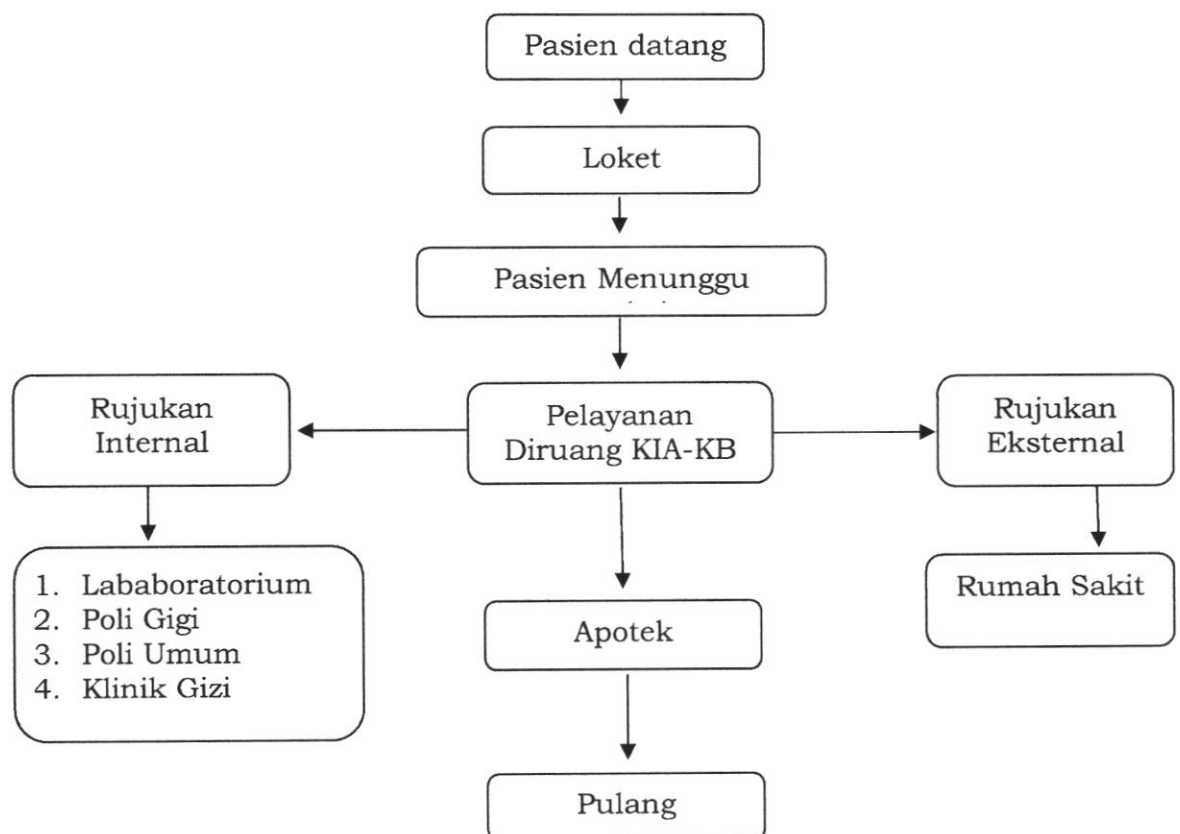 Pasien datang
Loket
Pasien Menunggu
Rujukan
Internal
Pelayanan
Diruang KIA-KB
Rujukan
Eksternal
1. Lababoratorium
2. Poli Gigi
3. Poli Umum
4. Klinik Gizi
Apotek
Rumah Sakit
Pulang